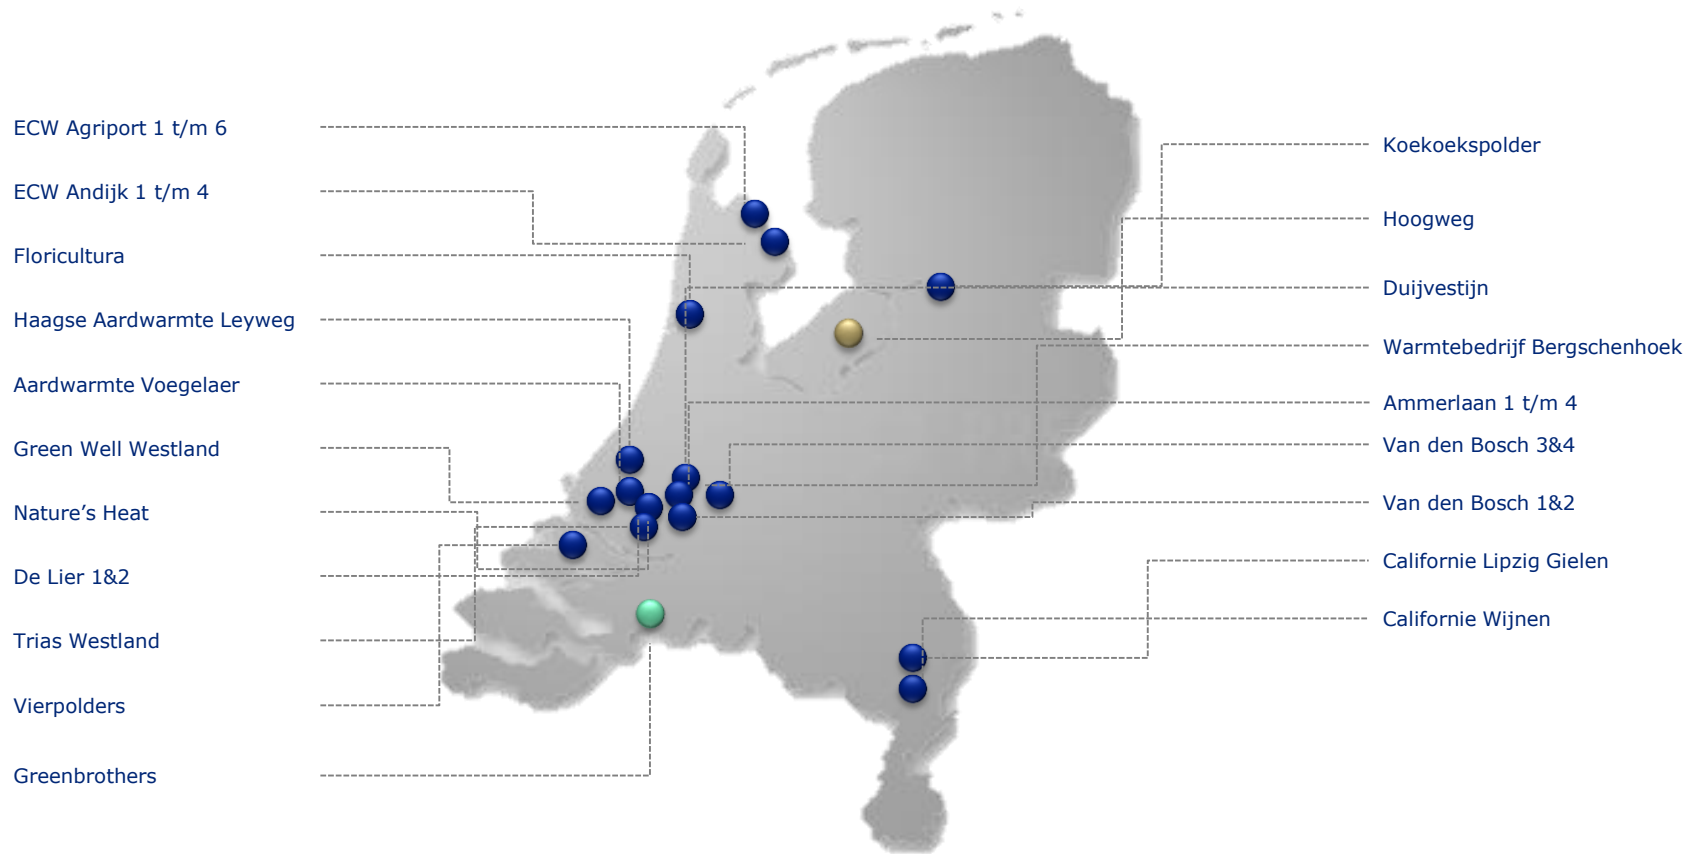 ECW Agriport 1 t/m 6
ECW Andijk 1 t/m 4
Floricultura
Haagse Aardwarmte Leyweg
Aardwarmte Voegelaer
Green Well Westland
Nature’s Heat
De Lier 1&2
Trias Westland
Vierpolders
Greenbrothers
Koekoekspolder
Hoogweg
Duijvestijn
Warmtebedrijf Bergschenhoek
Ammerlaan 1 t/m 4
Van den Bosch 3&4
Van den Bosch 1&2
Californie Lipzig Gielen
Californie Wijnen